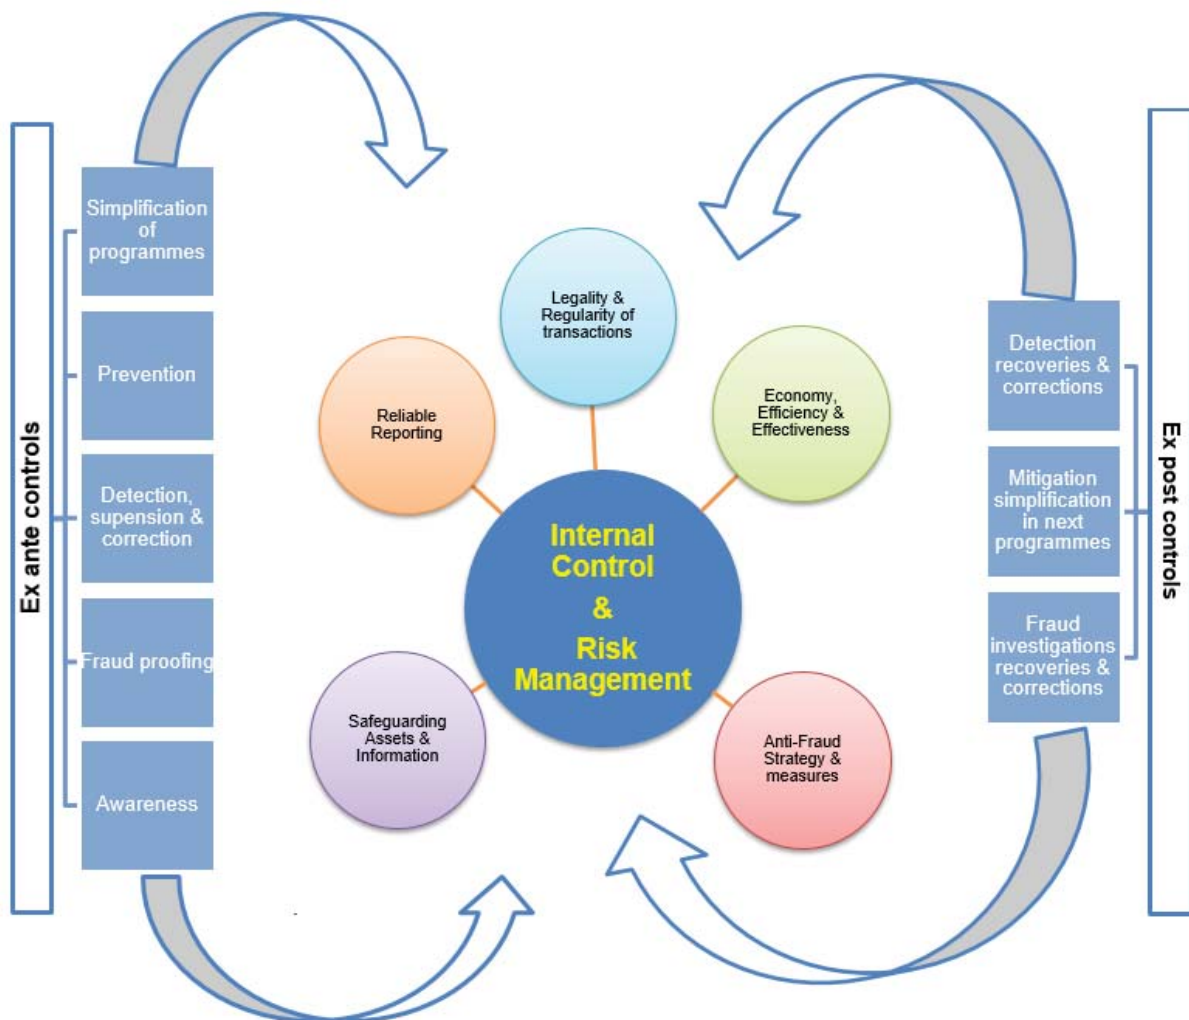 Ex ante controls
Simplification
of
programmes
Prevention
Detection,
supension &
correction
Fraud proofing
Awareness
Legality &
Regularity of
transactions
Reliable
Reporting
Economy,
Efficiency &
Effectiveness
Internal
Control
&
Risk
Management
Safeguarding
Assets &
Information
Anti-Fraud
Strategy &
measures
Detection
recoveries &
corrections
Mitigation
simplification
in next
programmes
Fraud
investigations
recoveries &
corrections
Ex post controls